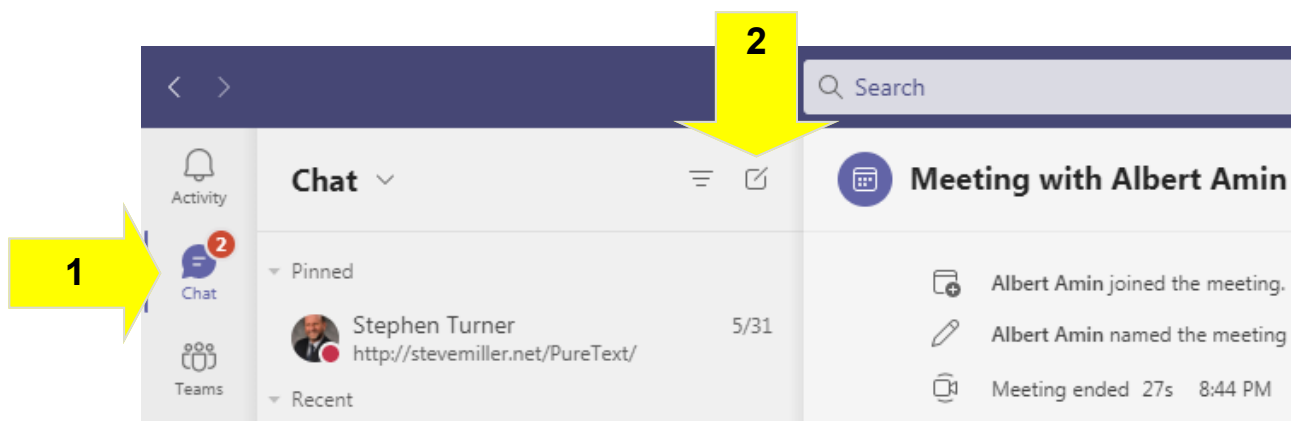 2
Search
Activity
Chat
Meeting with Albert Amin
1
2
Chat
Pinned
Albert Amin joined the meeting.
Stephen Turner 5/31
http://stevemiller.net/PureText/
Albert Amin named the meeting
Teams
Recent
Meeting ended 27s 8:44 PM